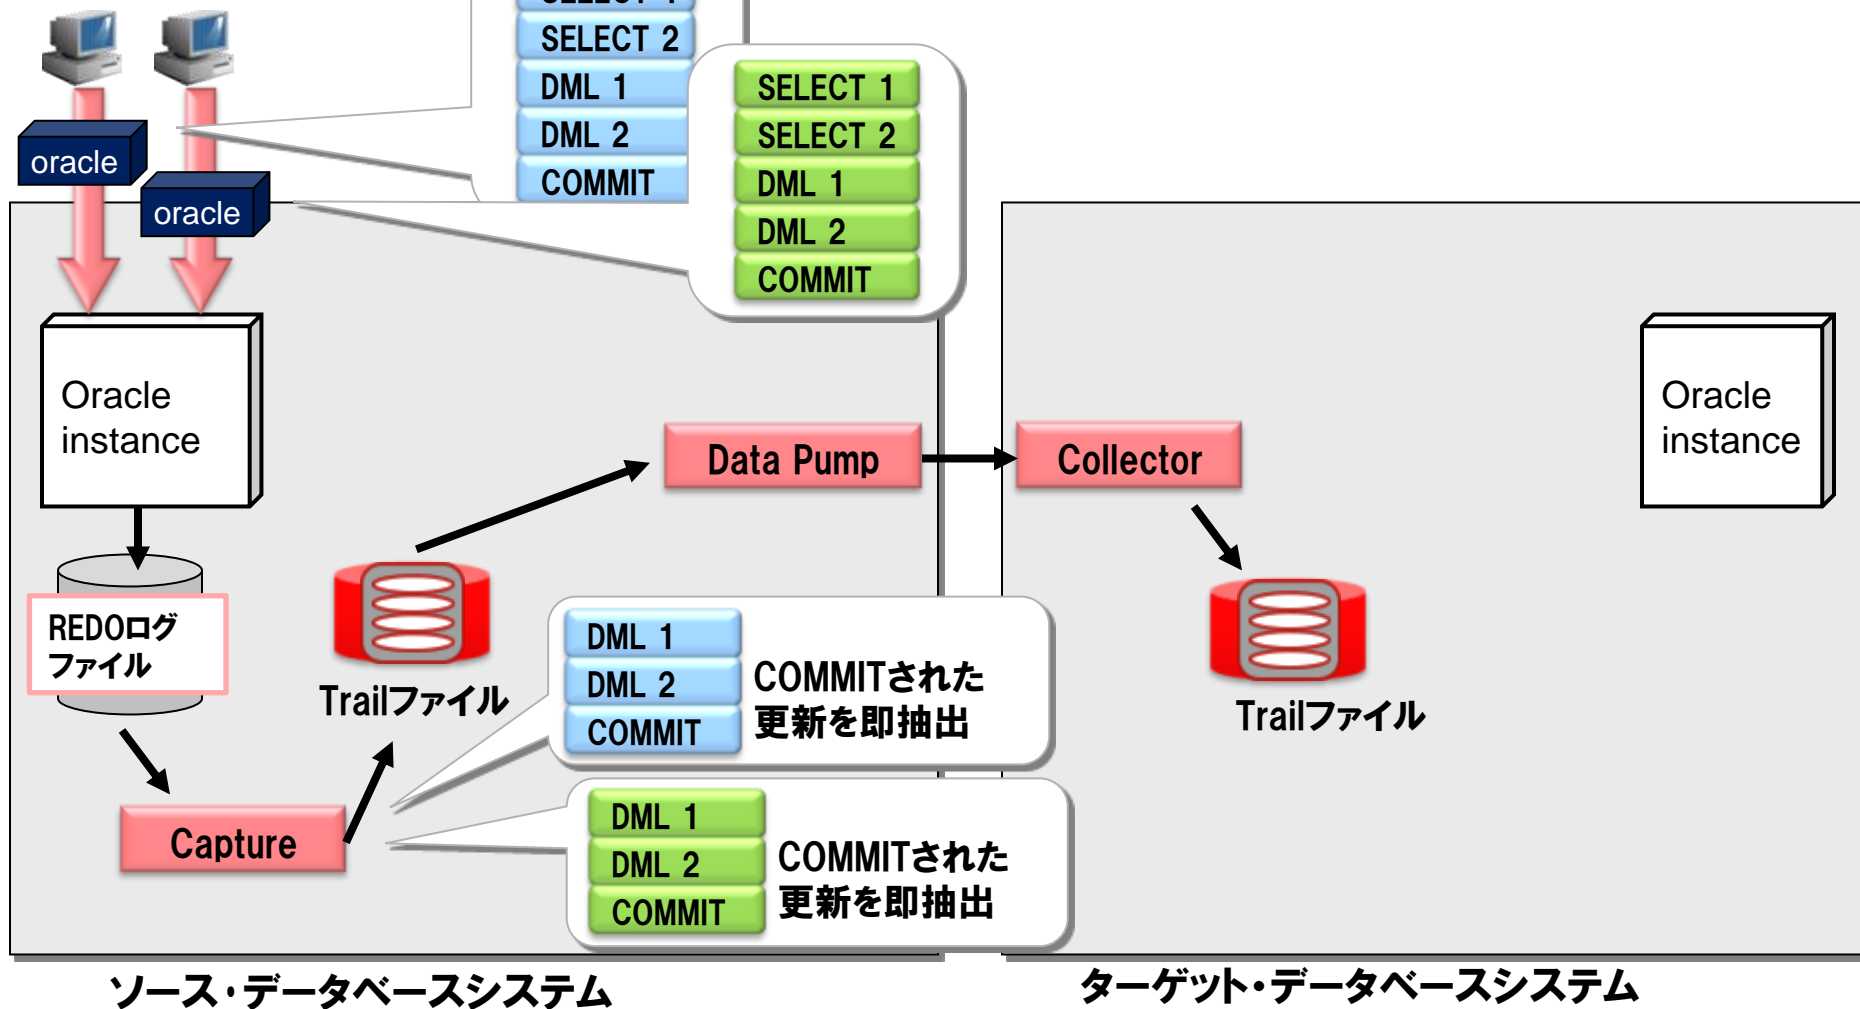 SELECT 1
SELECT 2
DML 1
DML 2
COMMIT
SELECT 1
SELECT 2
DML 1
DML 2
COMMIT
oracle
oracle
Oracle
instance
Oracle
instance
Data Pump
Collector
REDOログ
ファイル
Trailファイル
DML 1
DML 2
COMMIT
COMMITされた
更新を即抽出
Trailファイル
Capture
DML 1
DML 2
COMMIT
COMMITされた
更新を即抽出
ソース・データベースシステム
ターゲット・データベースシステム